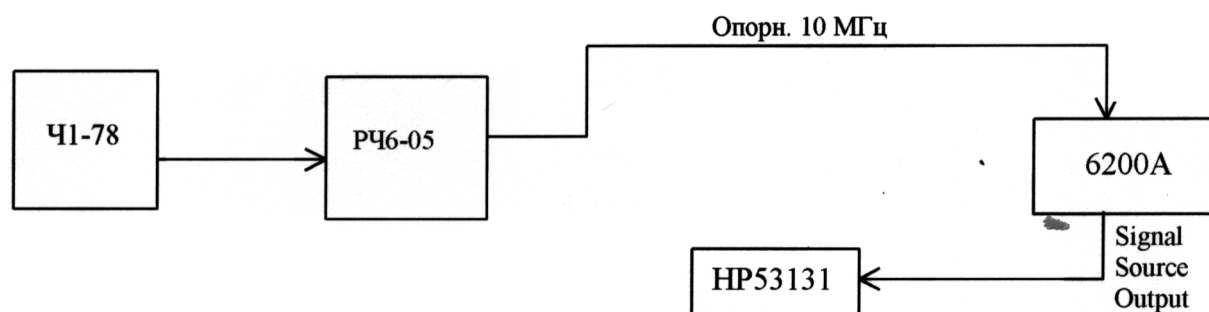 Опорн. 10 МГц
Ч1-78
РЧ6-05
6200А
Signal
Source
Output
HP53131